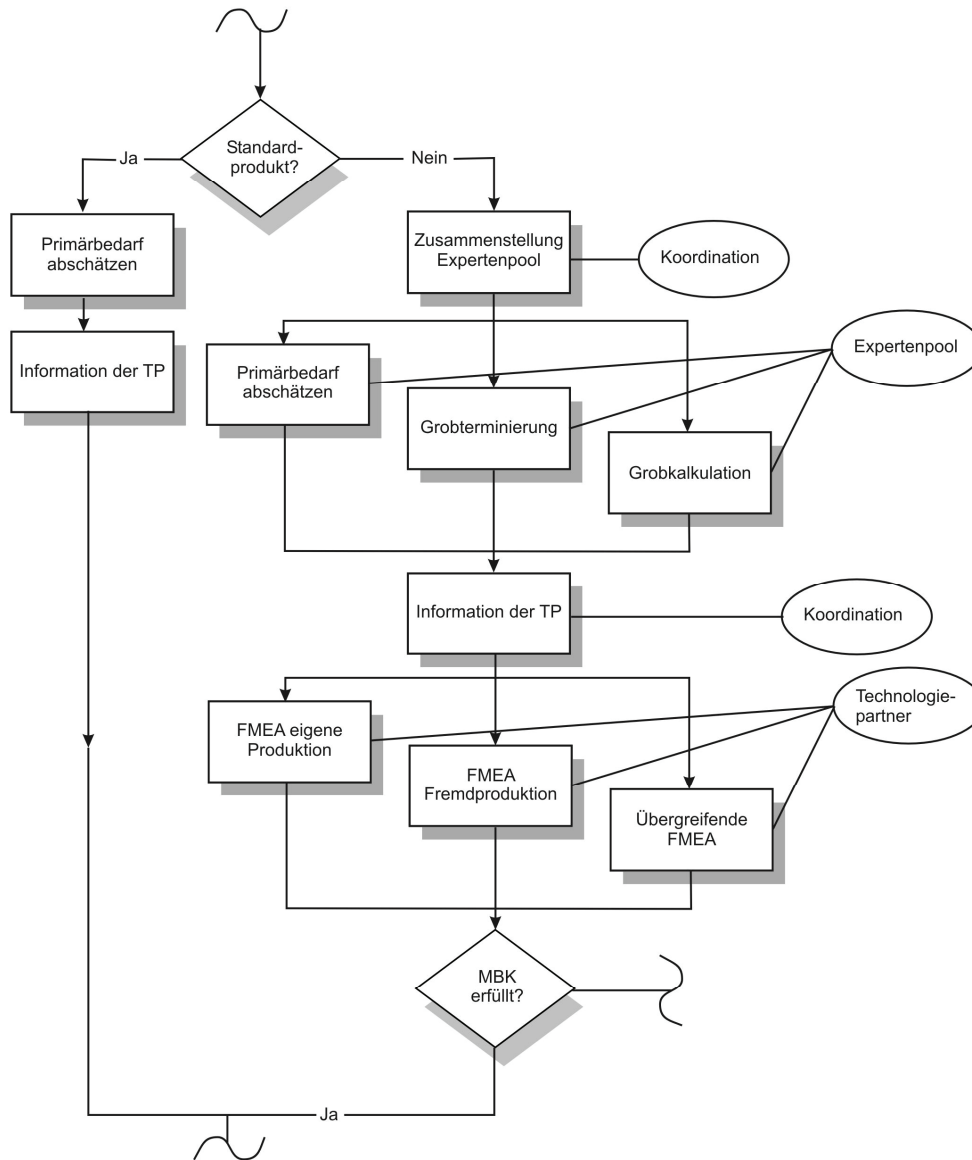 Standard-
produkt?
Ja
Nein
Primärbedarf
abschätzen
Zusammenstellung
Expertenpool
Koordination
Information der TP
Primärbedarf
abschätzen
Expertenpool
Grobterminierung
Grobkalkulation
Information der TP
Koordination
FMEA eigene
Produktion
Technologie-
partner
FMEA
Fremdproduktion
Übergreifende
FMEA
MBK
erfüllt?
Ja